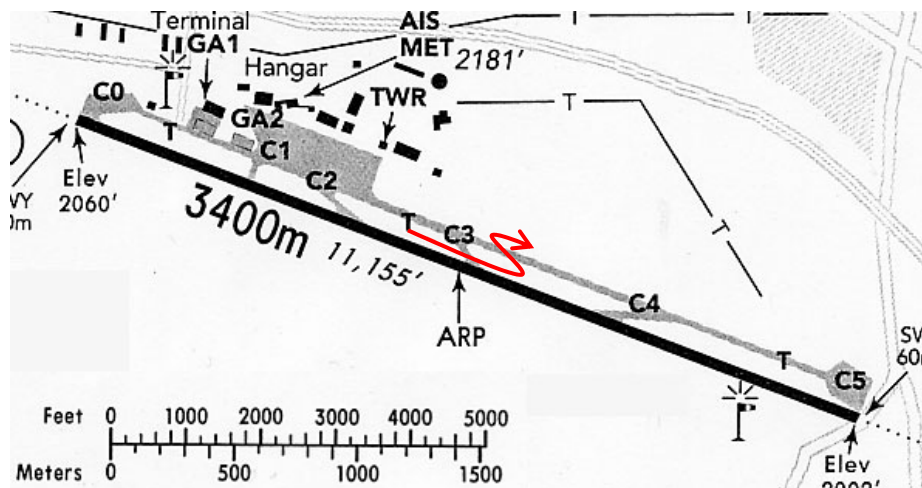 Terminal
AIS
T
T
GA1
MET
2181'
Hangar
C0
TWR
T
T
GA2
C1
Elev
2060'
C2
3400m
T
C3
T
11,155'
C4
ARP
T
C5
Feet 0 1000 2000 3000 4000 5000
Meters 0 500 1000 1500
Elev